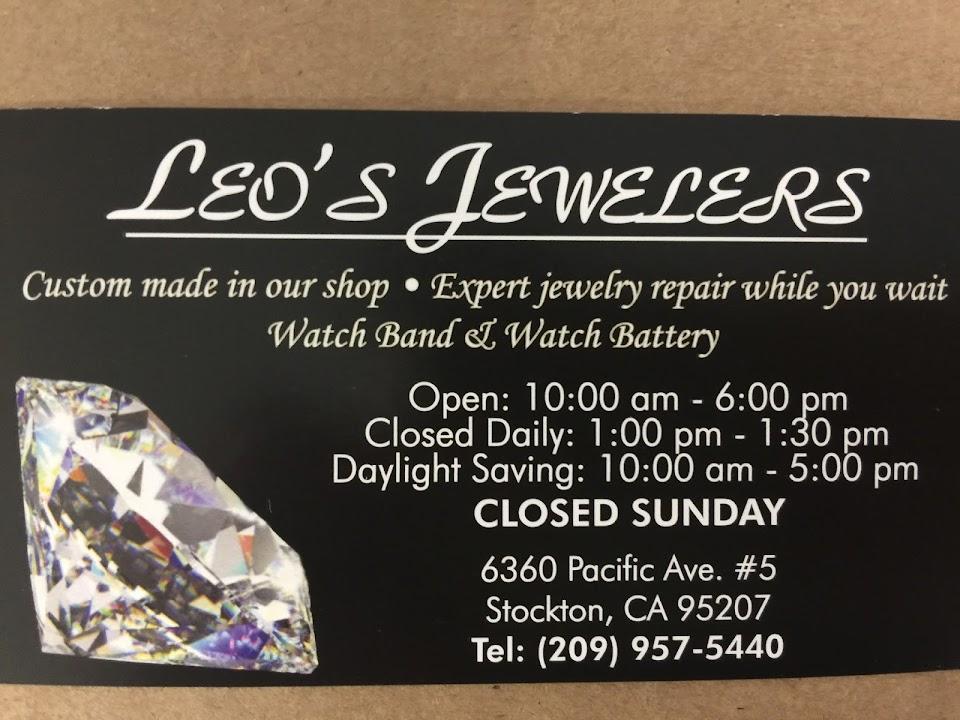 LEO'S JEWELERS
Custom made in our shop • Expert jewelry repair while you wait
Watch Band & Watch Battery
Open: 10:00 am - 6:00 pm
Closed Daily: 1:00 pm - 1:30 pm
Daylight Saving: 10:00 am - 5:00 pm
CLOSED SUNDAY
6360 Pacific Ave. #5
Stockton, CA 95207
Tel: (209) 957-5440